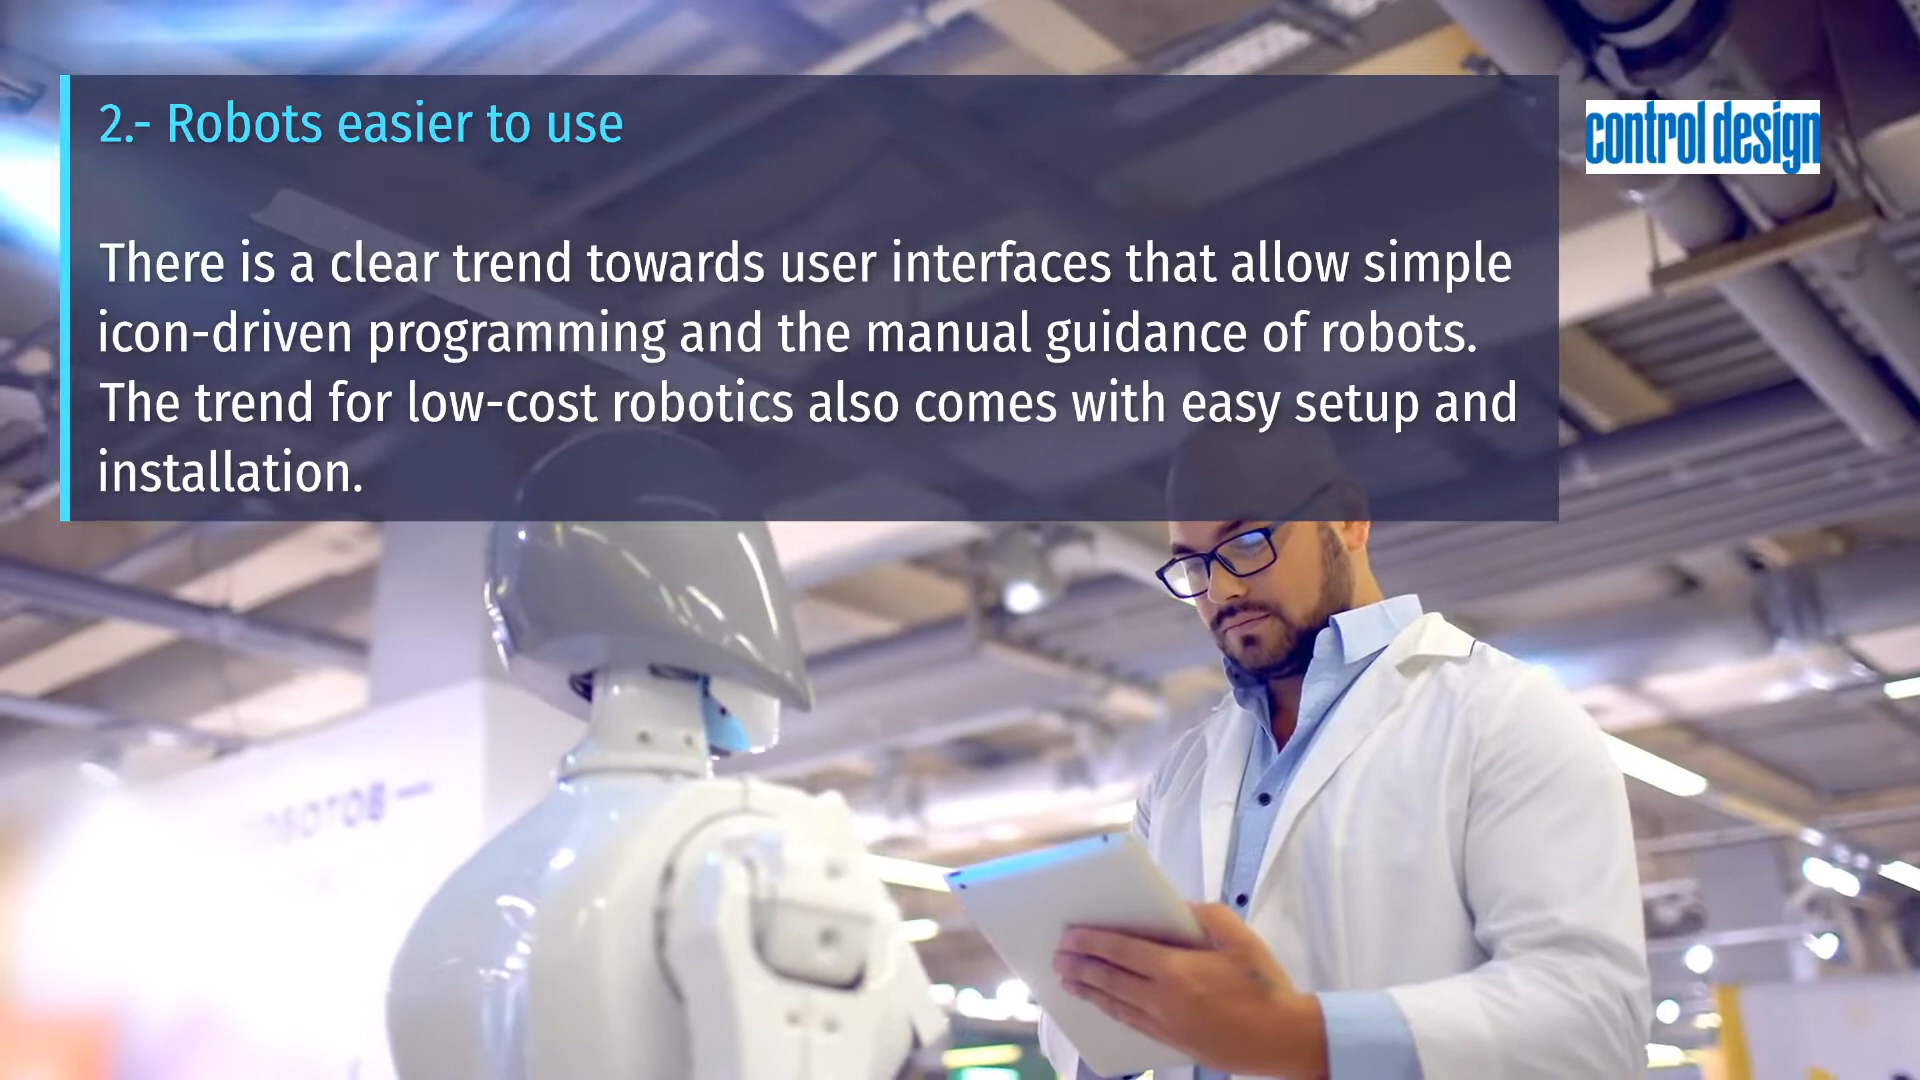 2.- Robots easier to use
control design
There is a clear trend towards user interfaces that allow simple
icon-driven programming and the manual guidance of robots.
The trend for low-cost robotics also comes with easy setup and
installation.